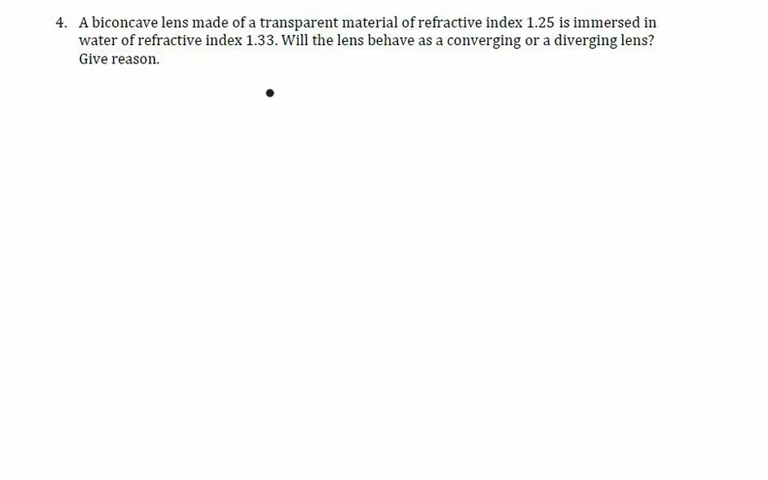 4. A biconcave lens made of a transparent material of refractive index 1.25 is immersed in
water of refractive index 1.33. Will the lens behave as a converging or a diverging lens?
Give reason.